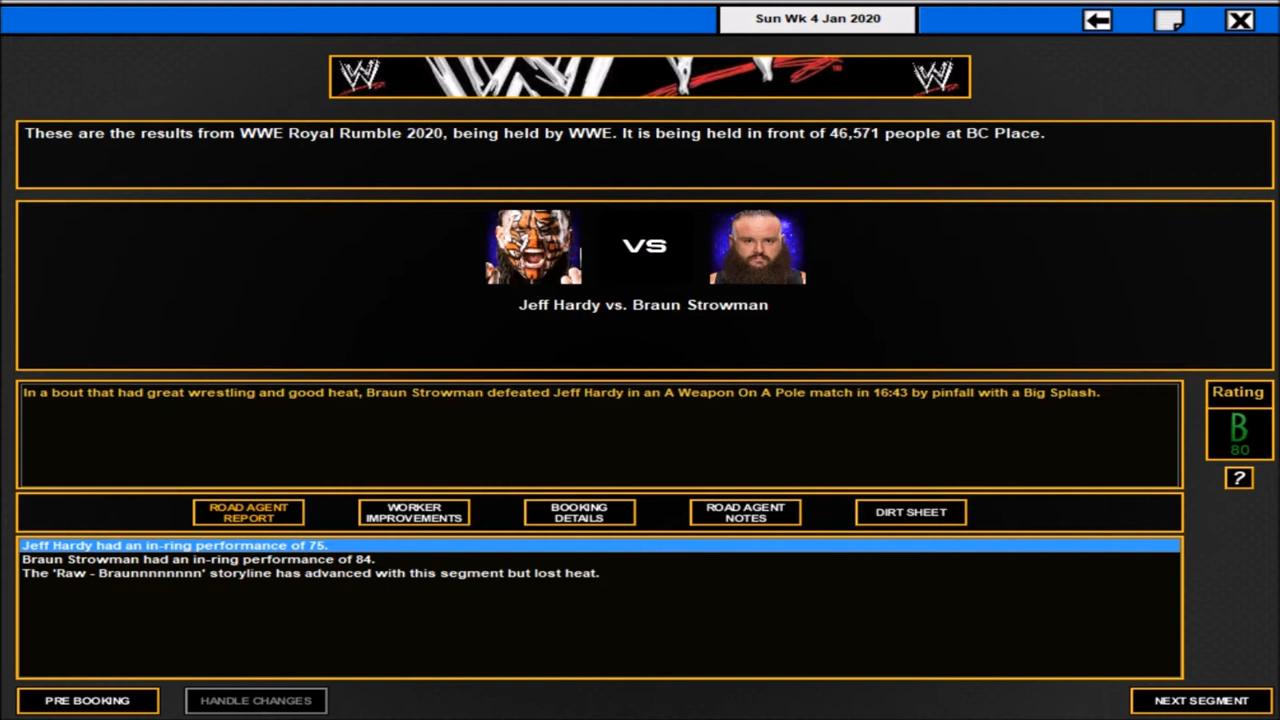 Sun Wk 4 Jan 2020
These are the results from WWE Royal Rumble 2020, being held by WWE. It is being held in front of 46,571 people at BC Place.
VS
Jeff Hardy vs. Braun Strowman
In a bout that had great wrestling and good heat, Braun Strowman defeated Jeff Hardy in an A Weapon On A Pole match in 16:43 by pinfall with a Big Splash.
Rating
B
80
?
ROAD AGENT REPORT
WORKER IMPROVEMENTS
BOOKING DETAILS
ROAD AGENT NOTES
DIRT SHEET
Jeff Hardy had an in-ring performance of 75.
Braun Strowman had an in-ring performance of 84.
The 'Raw - Braunnnnnnnn' storyline has advanced with this segment but lost heat.
PRE BOOKING
HANDLE CHANGES
NEXT SEGMENT